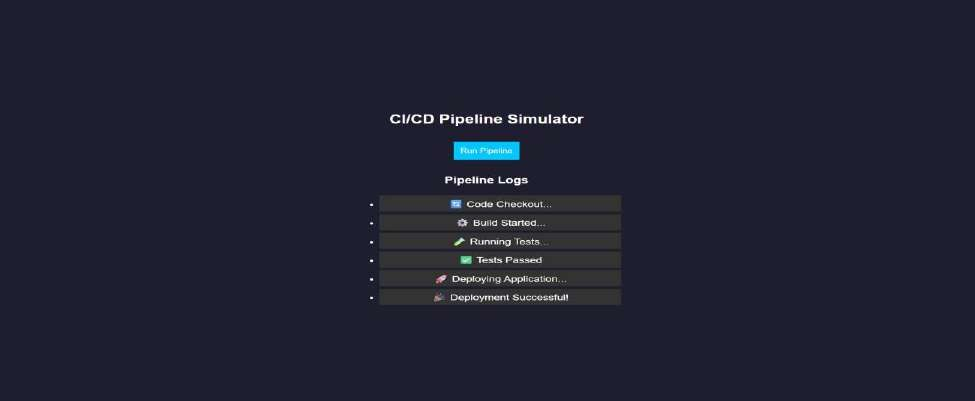 CI/CD Pipeline Simulator
Run Pipeline
Pipeline Logs
🔄 Code Checkout...
⚙️ Build Started...
🧪 Running Tests...
✅ Tests Passed
🚀 Deploying Application...
🎉 Deployment Successful!